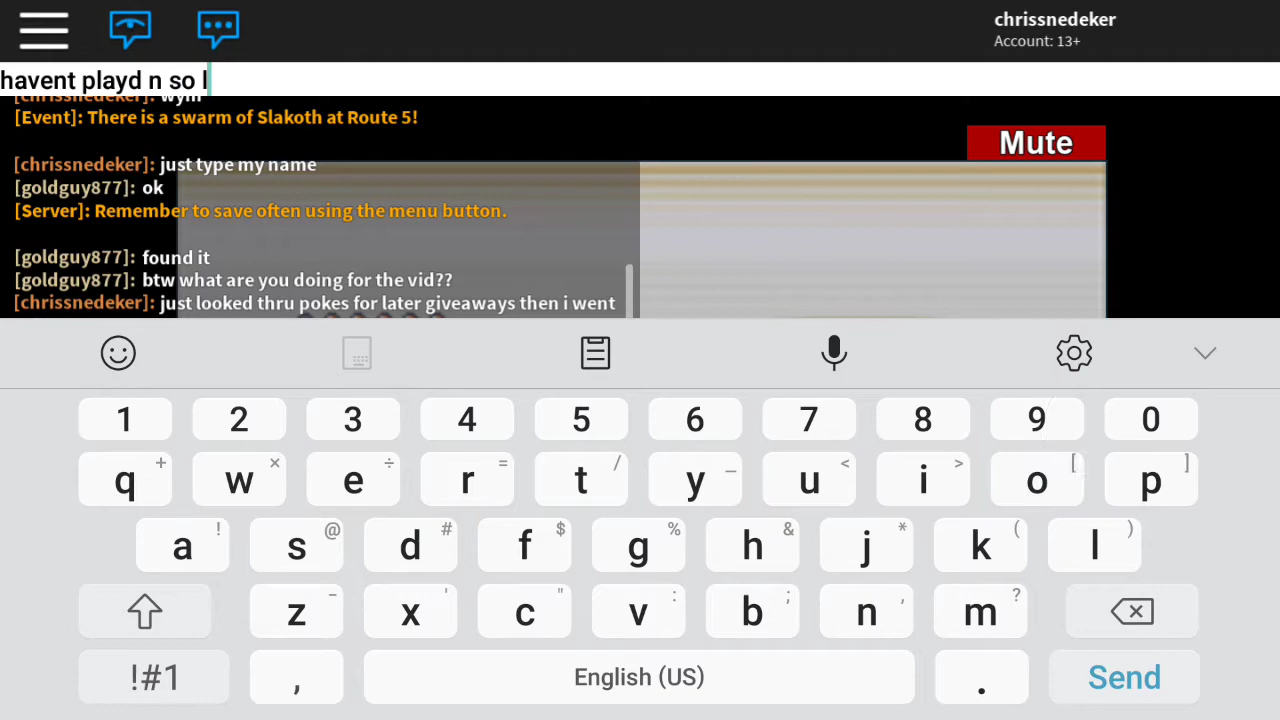 chrissnedeker
Account: 13+
havent playd n so l
[chrissnedeker]: wym
[Event]: There is a swarm of Slakoth at Route 5!
Mute
[chrissnedeker]: just type my name
[goldguy877]: ok
[Server]: Remember to save often using the menu button.
[goldguy877]: found it
[goldguy877]: btw what are you doing for the vid??
[chrissnedeker]: just looked thru pokes for later giveaways then i went
1 2 3 4 5 6 7 8 9 0
+ × ÷ = / _ < > [ ]
q w e r t y u i o p
! @ # $ % & * ( )
a s d f g h j k l
- ' " : ; , ?
z x c v b n m
!#1 , English (US) . Send